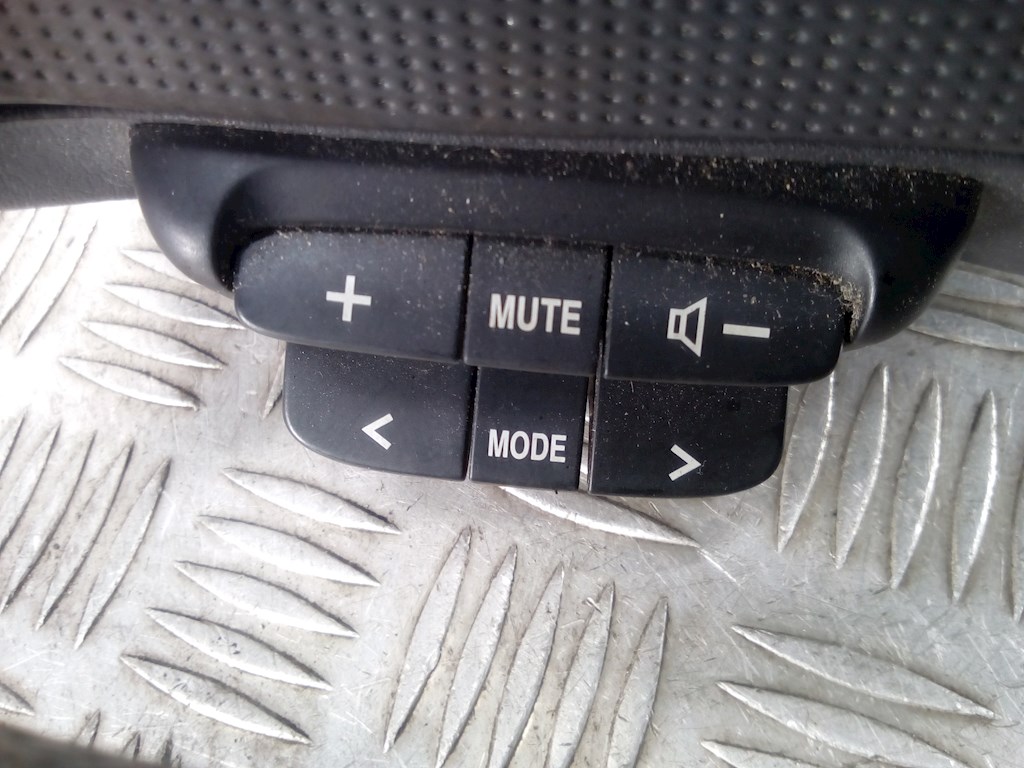 + MUTE −
< MODE >